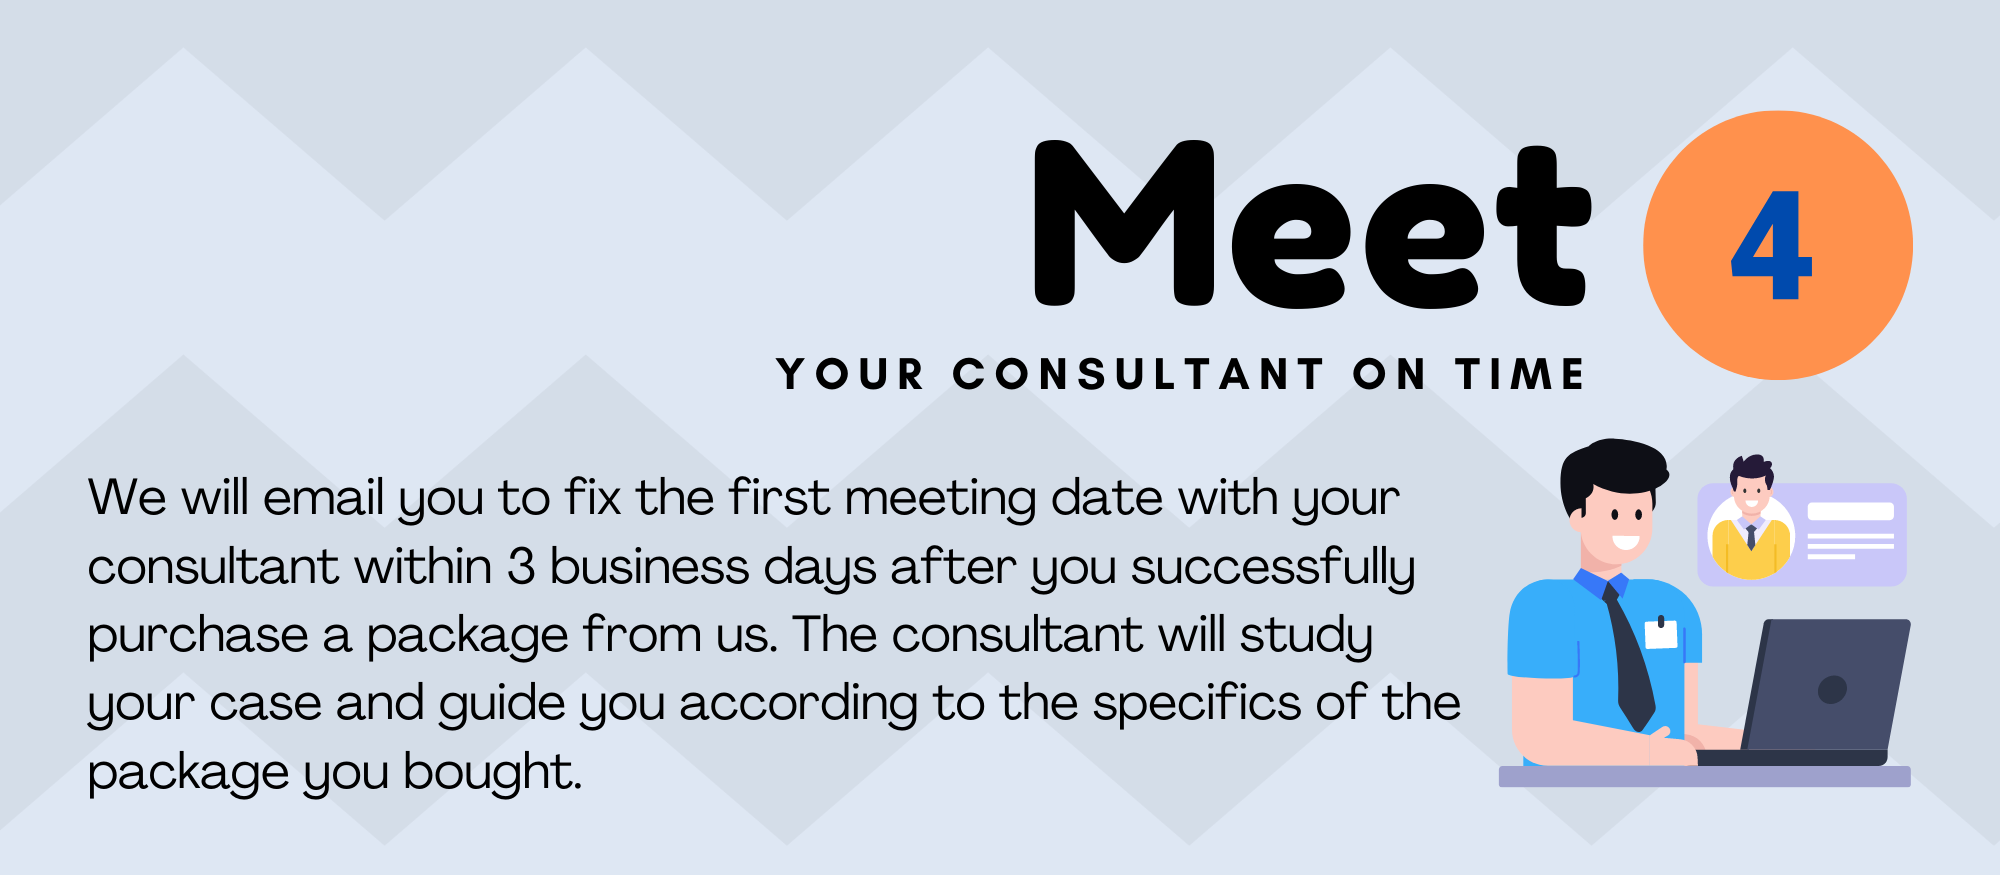 Meet
4
YOUR CONSULTANT ON TIME
We will email you to fix the first meeting date with your
consultant within 3 business days after you successfully
purchase a package from us. The consultant will study
your case and guide you according to the specifics of the
package you bought.